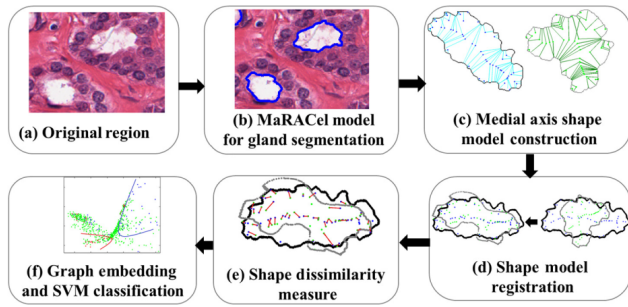 (a) Original region
(b) MaRACel model
for gland segmentation
(c) Medial axis shape
model construction
(d) Shape model
registration
(e) Shape dissimilarity
measure
(f) Graph embedding
and SVM classification